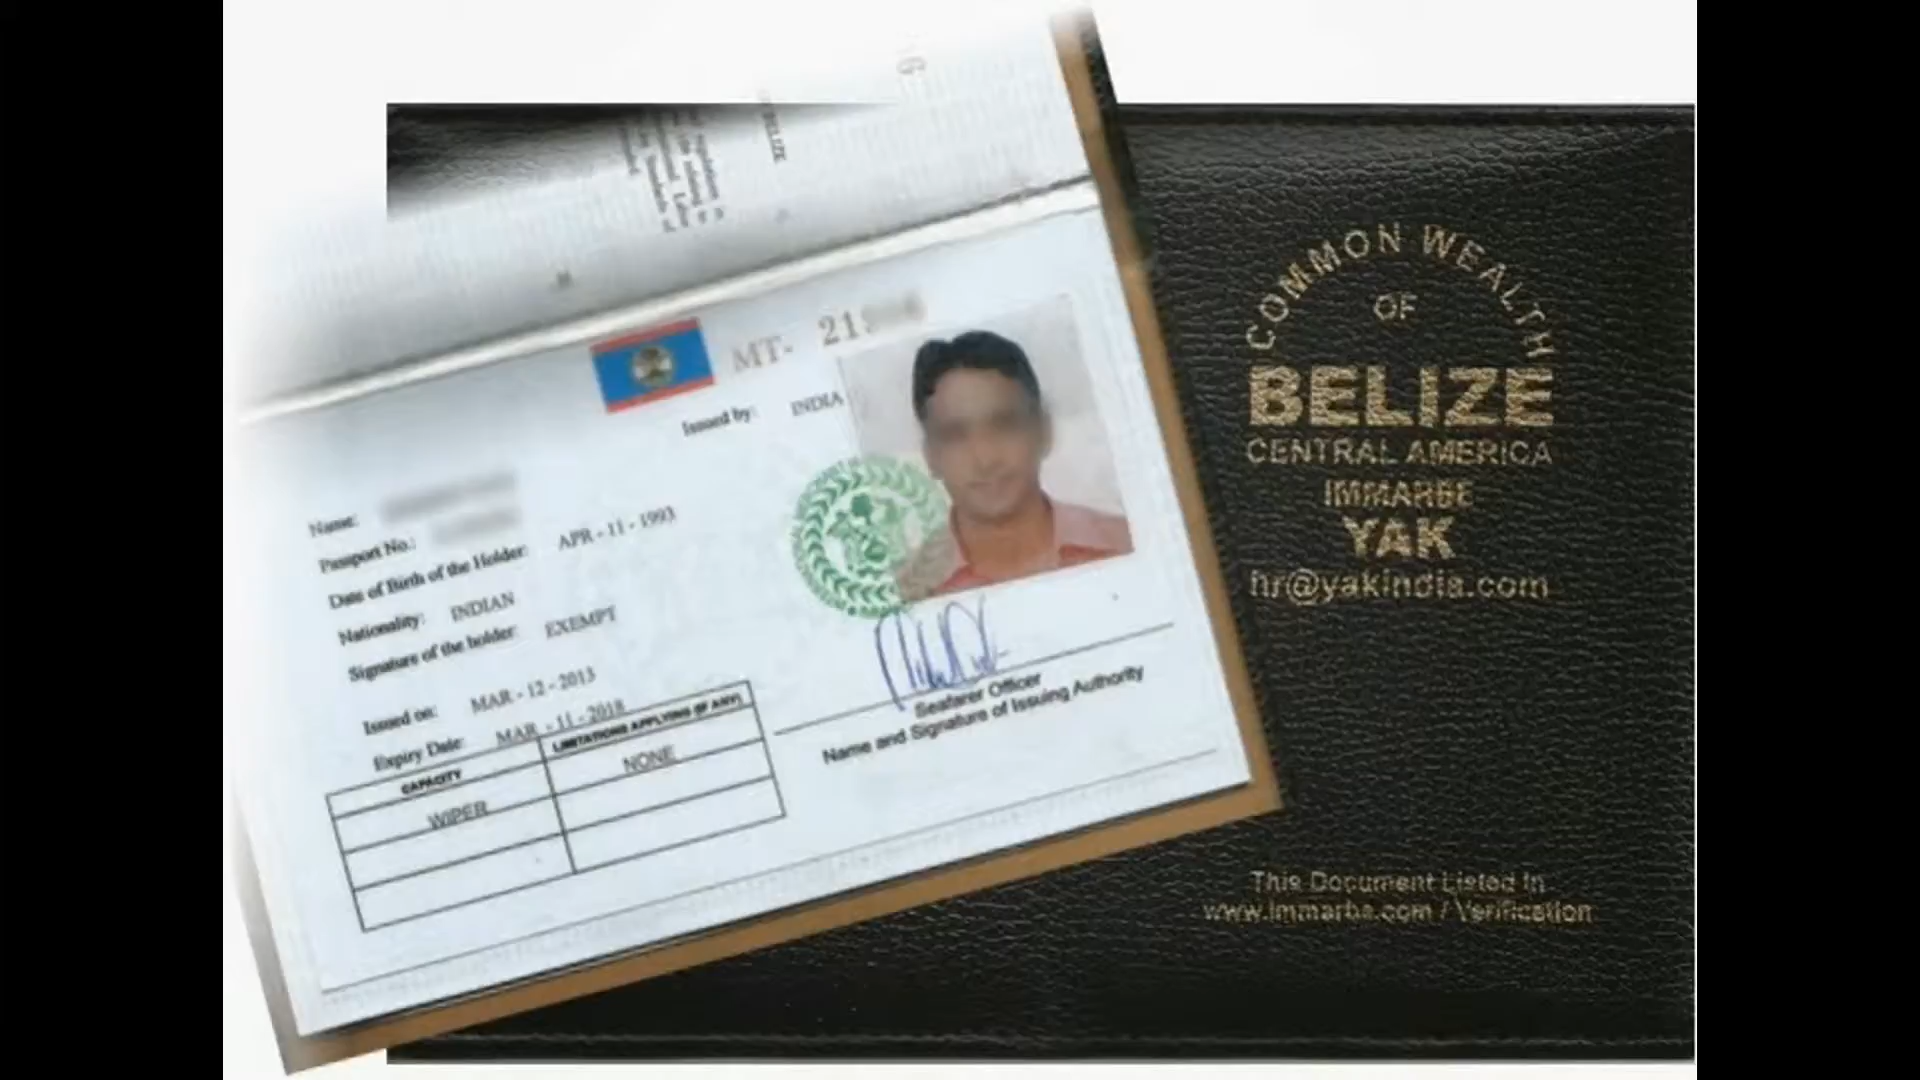 BELIZE
MT- 21
Issued by: INDIA
Name:
Passport No.:
Date of Birth of the Holder: APR - 11 - 1993
Nationality: INDIAN
Signature of the holder: EXEMPT
Issued on: MAR - 12 - 2013
Expiry Date: MAR - 11 - 2018
CAPACITY LIMITATIONS APPLYING (IF ANY)
WIPER NONE
Seafarer Officer
Name and Signature of Issuing Authority
COMMON WEALTH
OF
BELIZE
CENTRAL AMERICA
IMMARBE
YAK
hr@yakindia.com
This Document Listed In
www.immarbe.com / Verification